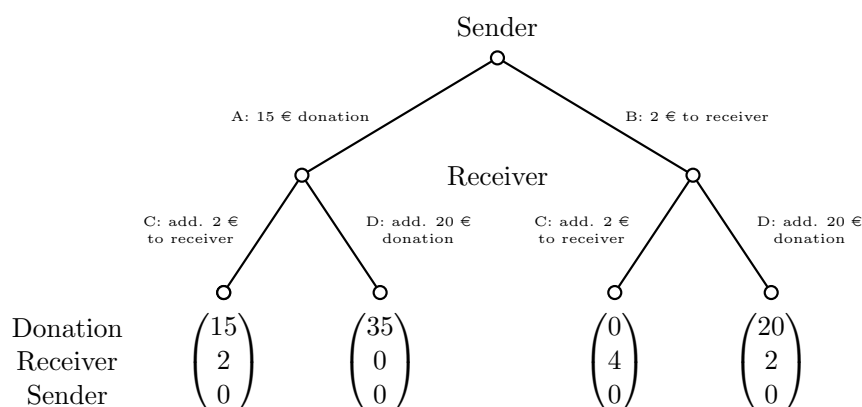 Sender
A: 15 € donation
B: 2 € to receiver
Receiver
C: add. 2 €
to receiver
D: add. 20 €
donation
C: add. 2 €
to receiver
D: add. 20 €
donation
Donation 15 35 0 20
Receiver 2 0 4 2
Sender 0 0 0 0